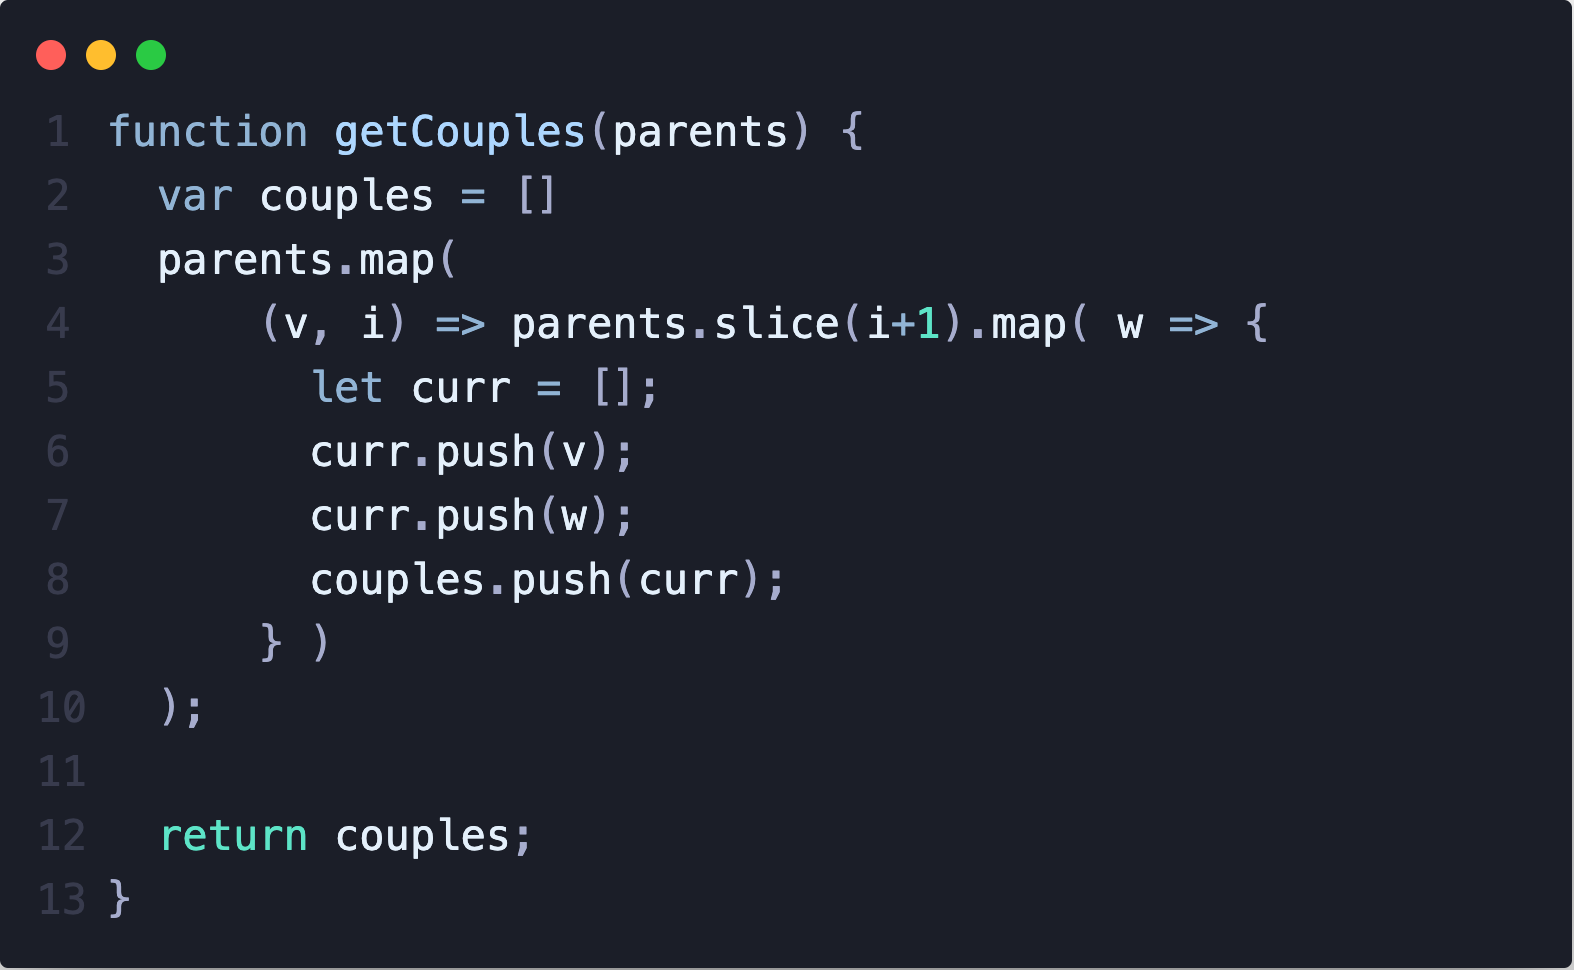 1 function getCouples(parents) {
2   var couples = []
3   parents.map(
4       (v, i) => parents.slice(i+1).map( w => {
5         let curr = [];
6         curr.push(v);
7         curr.push(w);
8         couples.push(curr);
9       } )
10   );
11
12   return couples;
13 }